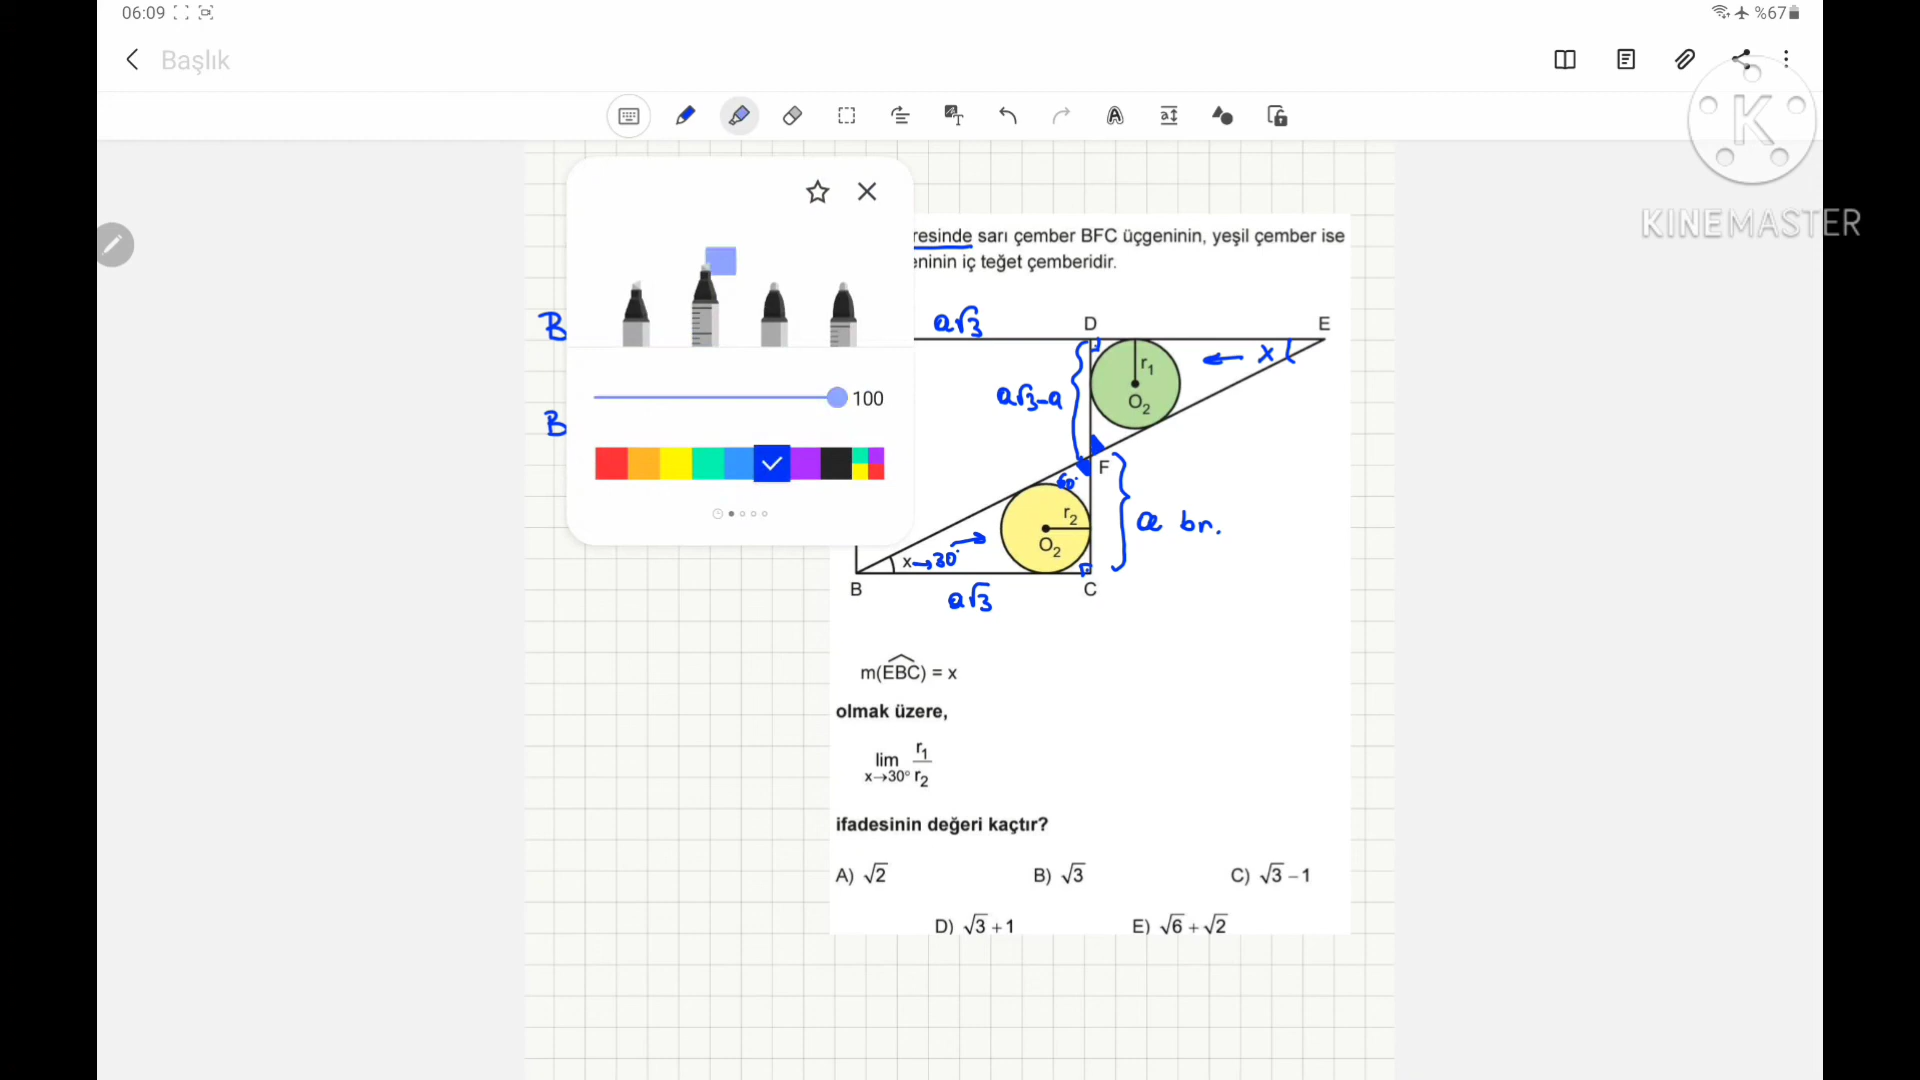 06:09
%67
Başlık
KINEMASTER
resinde sarı çember BFC üçgeninin, yeşil çember ise
eninin iç teğet çemberidir.
100
B
B
a√3
D
E
r₁
O₂
x
a√3-a
F
60°
r₂
O₂
a br.
x→30°
B
a√3
C
m(EBC) = x
olmak üzere,
lim r₁/r₂
x→30°
ifadesinin değeri kaçtır?
A) √2 B) √3 C) √3 – 1
D) √3 + 1 E) √6 + √2